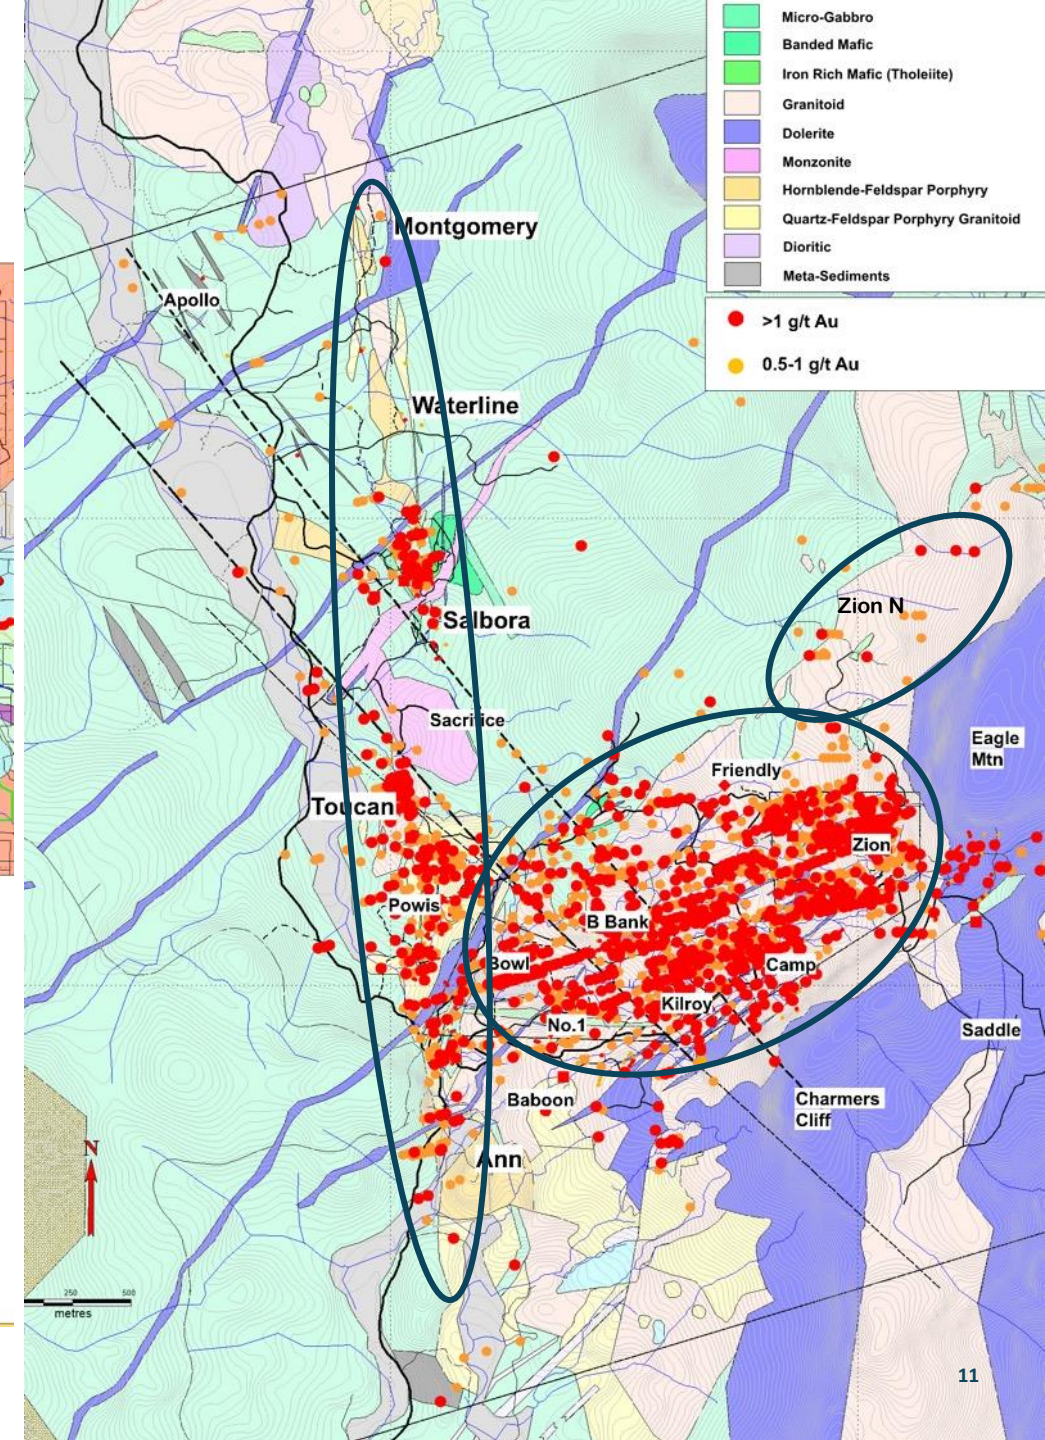 Micro-Gabbro
Banded Mafic
Iron Rich Mafic (Tholeiite)
Granitoid
Dolerite
Monzonite
Hornblende-Feldspar Porphyry
Quartz-Feldspar Porphyry Granitoid
Dioritic
Meta-Sediments
>1 g/t Au
0.5-1 g/t Au
Montgomery
Apollo
Waterline
Zion N
Salbora
Sacrifice
Eagle
Mtn
Friendly
Toucan
Zion
Powis
B Bank
Bowl
Camp
Kilroy
No.1
Saddle
Baboon
Charmers
Cliff
Ann
N
250 500
metres
11